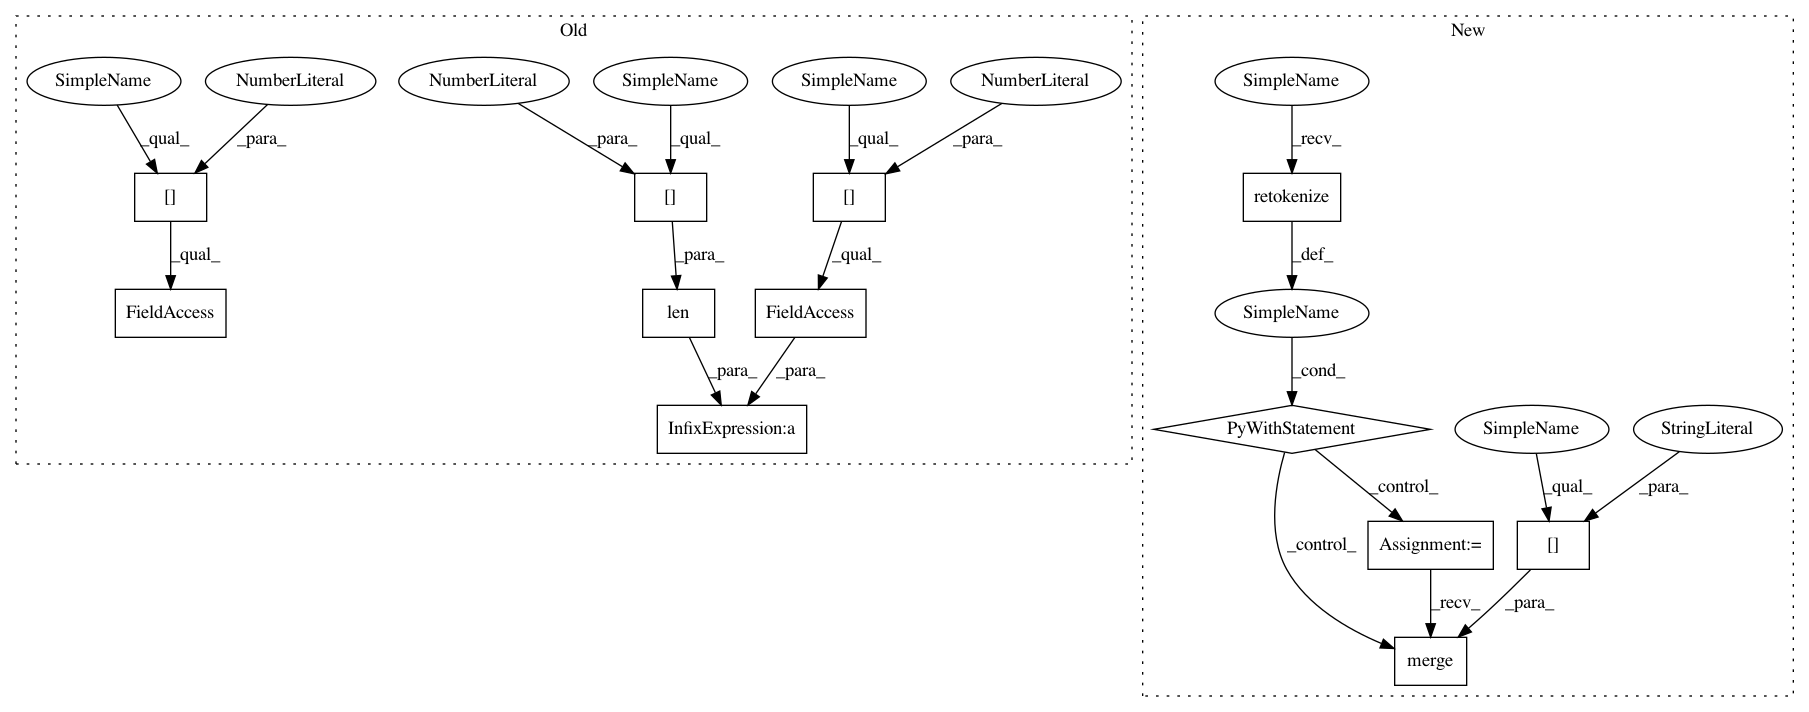 Old
New
SimpleName
NumberLiteral
NumberLiteral
SimpleName
SimpleName
NumberLiteral
SimpleName
_qual_
_para_
_para_
_qual_
_qual_
_para_
_recv_
[]
[]
[]
retokenize
_qual_
_para_
_qual_
_def_
FieldAccess
len
FieldAccess
SimpleName
_para_
_para_
_cond_
InfixExpression:a
PyWithStatement
SimpleName
StringLiteral
_control_
_qual_
_para_
_control_
Assignment:=
[]
_recv_
_para_
merge